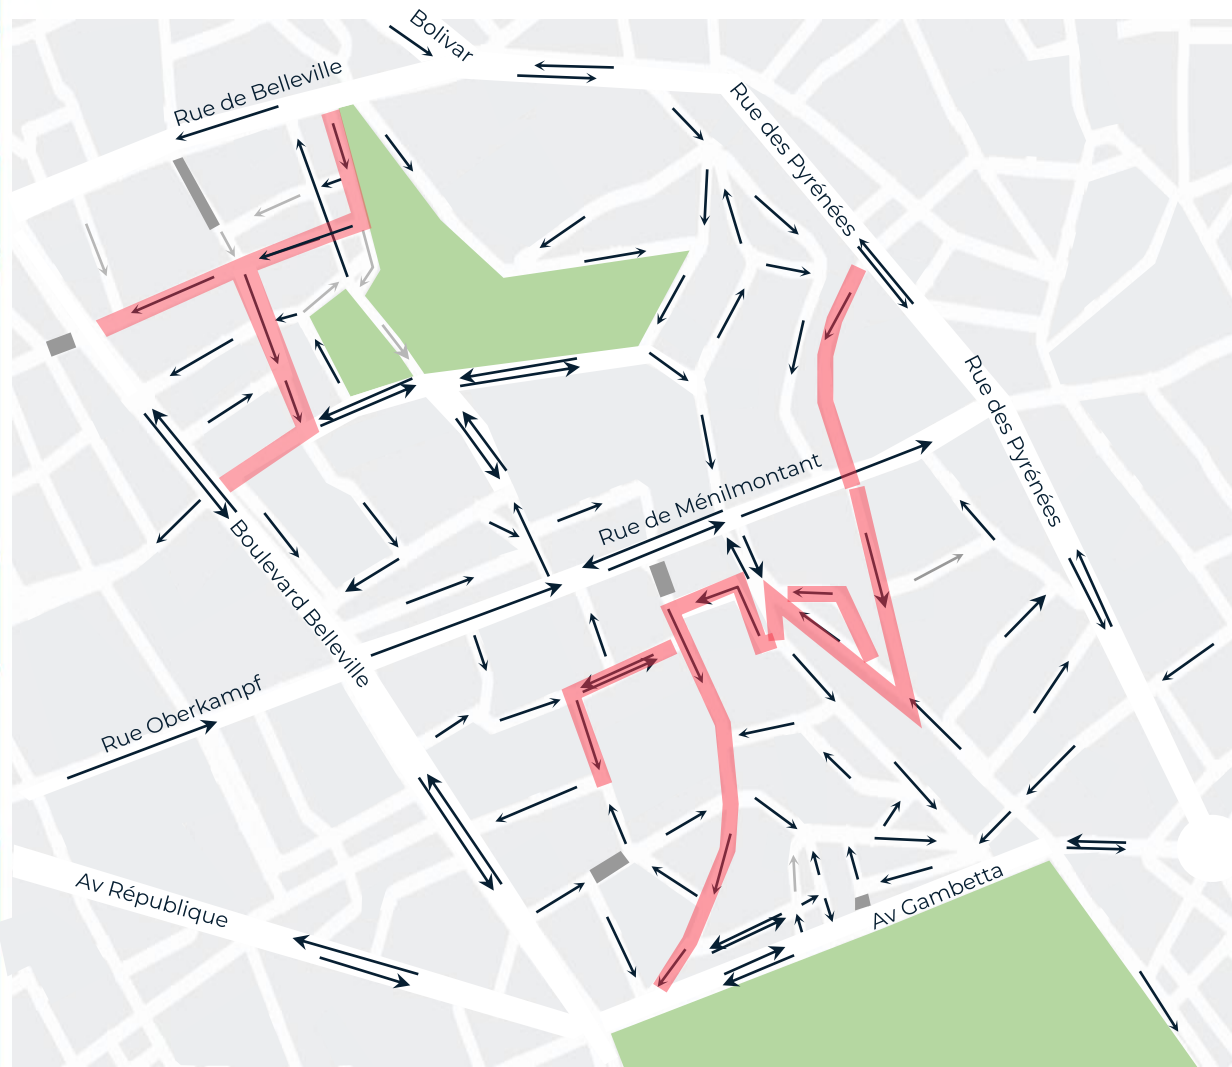 Bolivar
Rue de Belleville
Rue des Pyrénées
Rue des Pyrénées
Rue de Ménilmontant
Boulevard Belleville
Rue Oberkampf
Av République
Av Gambetta